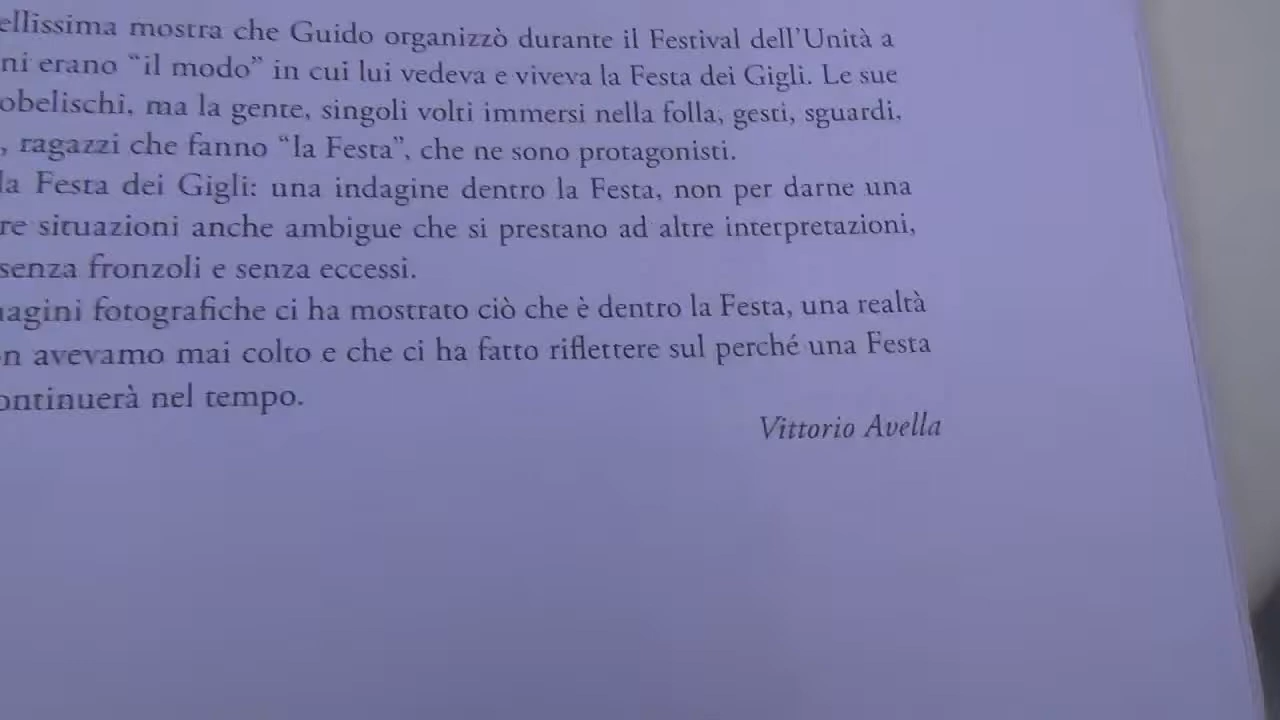 ellissima mostra che Guido organizzò durante il Festival dell’Unità a
ni erano “il modo” in cui lui vedeva e viveva la Festa dei Gigli. Le sue
obelischi, ma la gente, singoli volti immersi nella folla, gesti, sguardi,
, ragazzi che fanno “la Festa”, che ne sono protagonisti.
la Festa dei Gigli: una indagine dentro la Festa, non per darne una
re situazioni anche ambigue che si prestano ad altre interpretazioni,
senza fronzoli e senza eccessi.
agini fotografiche ci ha mostrato ciò che è dentro la Festa, una realtà
n avevamo mai colto e che ci ha fatto riflettere sul perché una Festa
ontinuerà nel tempo.
Vittorio Avella